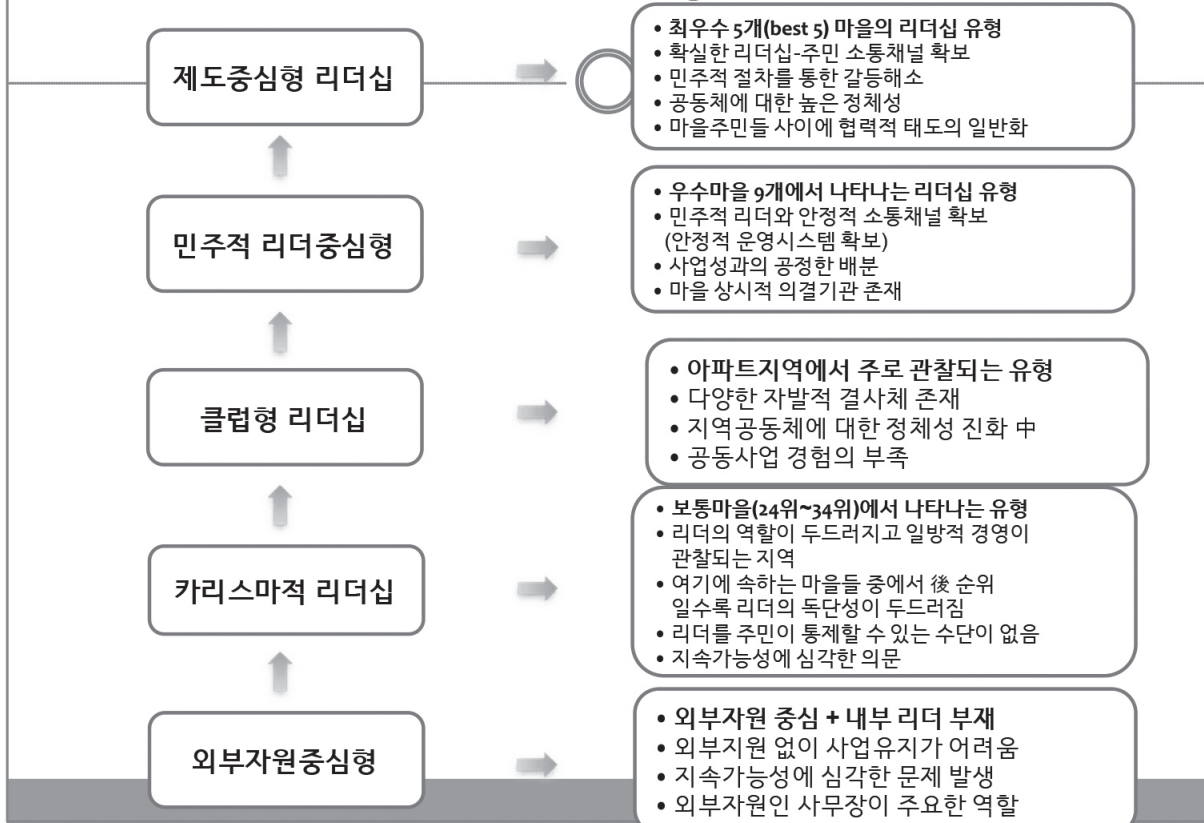 제도중심형 리더십
• 최우수 5개(best 5) 마을의 리더십 유형
• 확실한 리더십-주민 소통채널 확보
• 민주적 절차를 통한 갈등해소
• 공동체에 대한 높은 정체성
• 마을주민들 사이에 협력적 태도의 일반화
민주적 리더중심형
• 우수마을 9개에서 나타나는 리더십 유형
• 민주적 리더와 안정적 소통채널 확보
(안정적 운영시스템 확보)
• 사업성과의 공정한 배분
• 마을 상시적 의결기관 존재
클럽형 리더십
• 아파트지역에서 주로 관찰되는 유형
• 다양한 자발적 결사체 존재
• 지역공동체에 대한 정체성 진화 中
• 공동사업 경험의 부족
카리스마적 리더십
• 보통마을(24위~34위)에서 나타나는 유형
• 리더의 역할이 두드러지고 일방적 경영이
관찰되는 지역
• 여기에 속하는 마을들 중에서 後 순위
일수록 리더의 독단성이 두드러짐
• 리더를 주민이 통제할 수 있는 수단이 없음
• 지속가능성에 심각한 의문
외부자원중심형
• 외부자원 중심 + 내부 리더 부재
• 외부지원 없이 사업유지가 어려움
• 지속가능성에 심각한 문제 발생
• 외부자원인 사무장이 주요한 역할